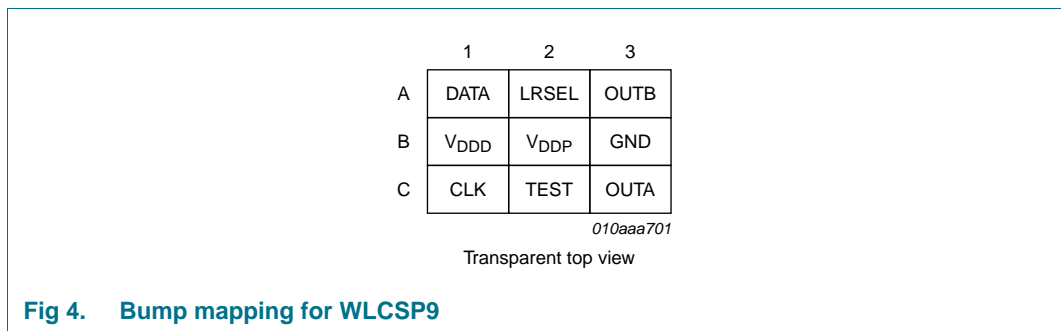 1 2 3
A DATA LRSEL OUTB
B VDDD VDDP GND
C CLK TEST OUTA
010aaa701
Transparent top view
Fig 4. Bump mapping for WLCSP9